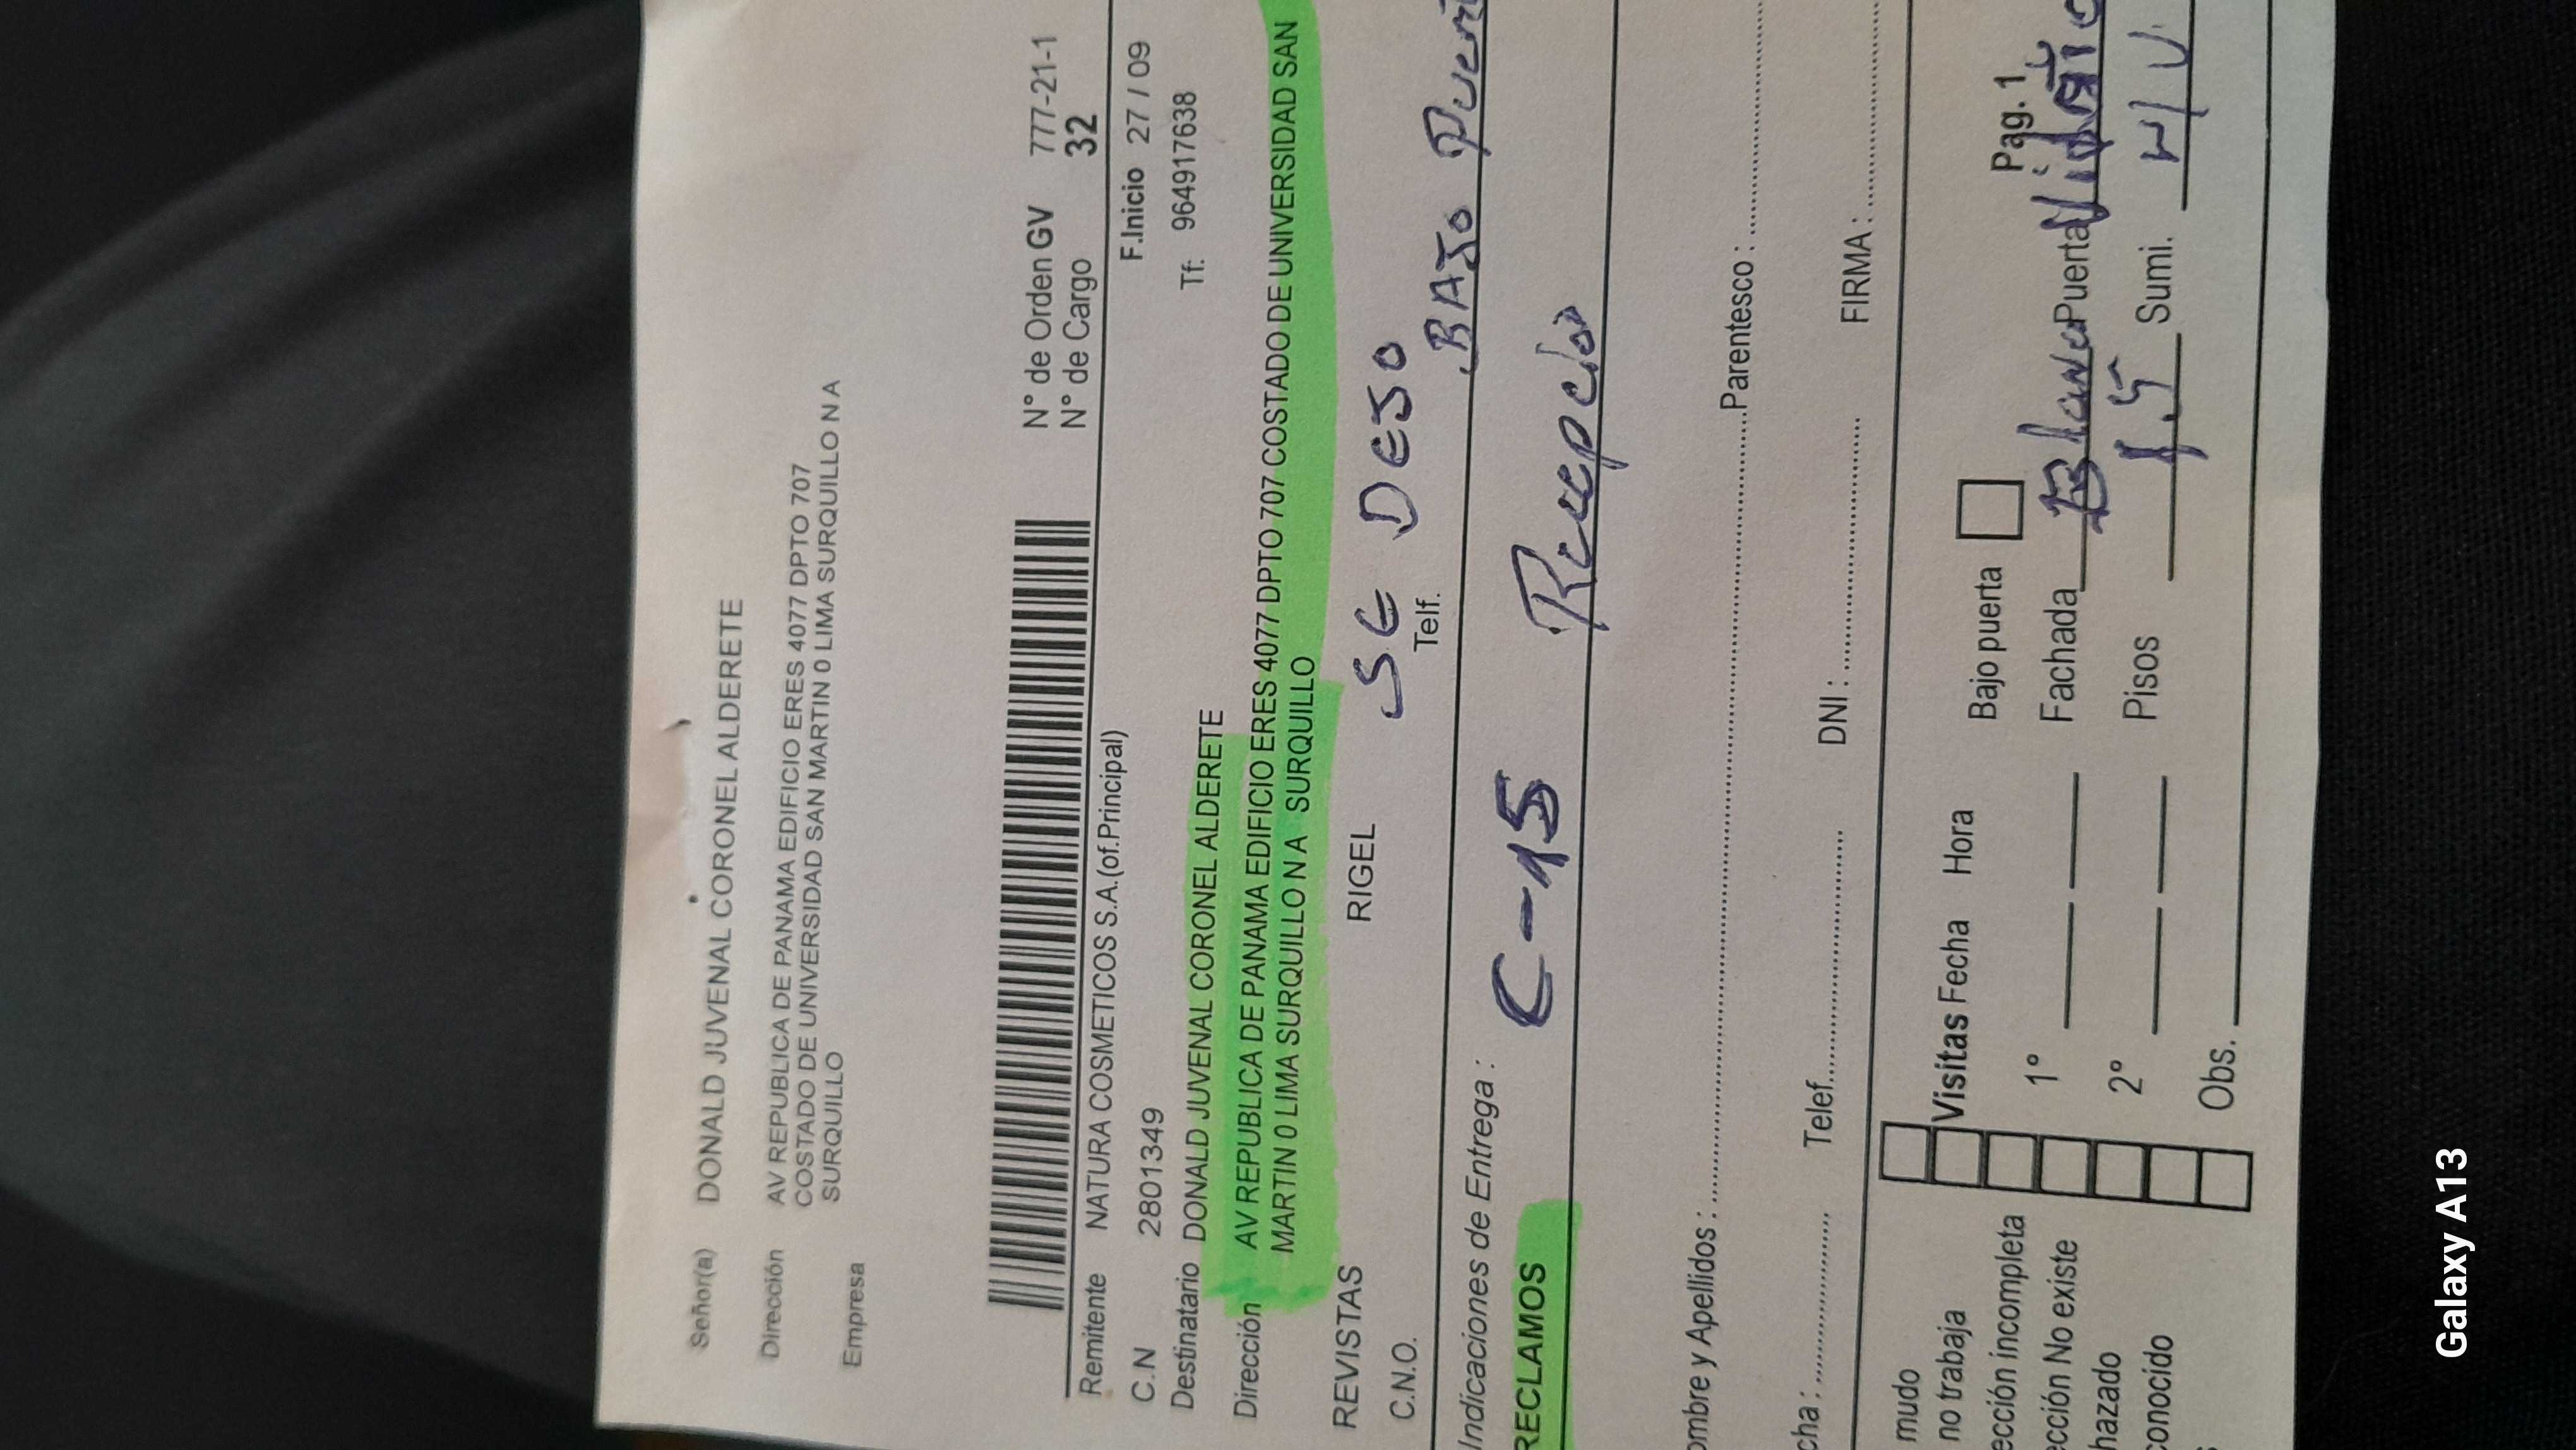 Señor(a) DONALD JUVENAL CORONEL ALDERETE
Dirección AV REPUBLICA DE PANAMA EDIFICIO ERES 4077 DPTO 707
COSTADO DE UNIVERSIDAD SAN MARTIN 0 LIMA SURQUILLO N A
SURQUILLO
Empresa
N° de Orden GV 777-21-1
N° de Cargo 32
Remitente NATURA COSMETICOS S.A.(of.Principal) F.Inicio 27 / 09
C.N 2801349 Tf: 964917638
Destinatario DONALD JUVENAL CORONEL ALDERETE
Dirección AV REPUBLICA DE PANAMA EDIFICIO ERES 4077 DPTO 707 COSTADO DE UNIVERSIDAD SAN
MARTIN 0 LIMA SURQUILLO N A SURQUILLO
REVISTAS RIGEL SE DEJO
C.N.O. Telf. BAJO
Indicaciones de Entrega :
RECLAMOS C-15 Recepcion
ombre y Apellidos : Parentesco :
cha : Telef. DNI : FIRMA :
mudo
no trabaja Visitas Fecha Hora Bajo puerta Pag. 1
ección incompleta 1° Fachada Blanca Puerta
ección No existe
hazado 2° Pisos 15 Sumi.
conocido Obs.
Galaxy A13